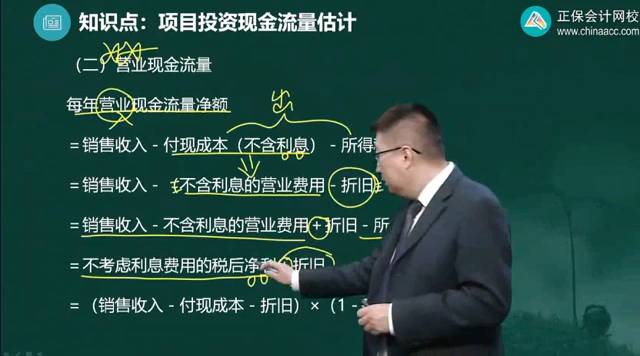 知识点：项目投资现金流量估计
正保会计网校
www.chinaacc.com
（二）营业现金流量
每年营业现金流量净额
出
＝销售收入－付现成本（不含利息）－所得
＝销售收入－（不含利息的营业费用－折旧）
＝销售收入－不含利息的营业费用＋折旧－所
＝不考虑利息费用的税后净利＋折旧
＝（销售收入－付现成本－折旧）×（1－